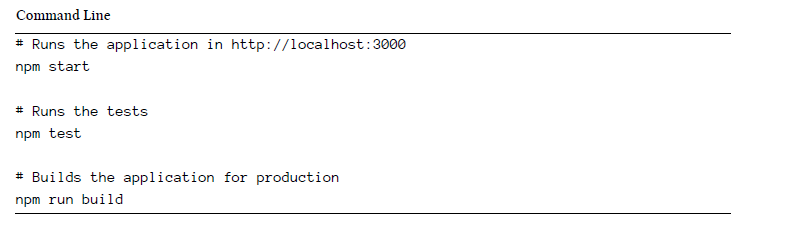 Command Line
# Runs the application in http://localhost:3000
npm start
# Runs the tests
npm test
# Builds the application for production
npm run build